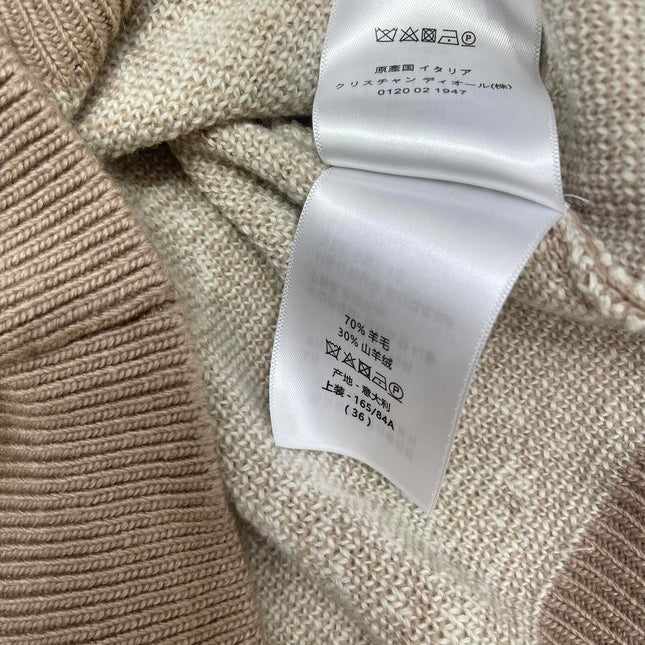 原産国 イタリア
クリスチャン ディオール(株)
0120 02 1947
70% 羊毛
30% 山羊绒
产地 - 意大利
上装 - 165/84A
(36)